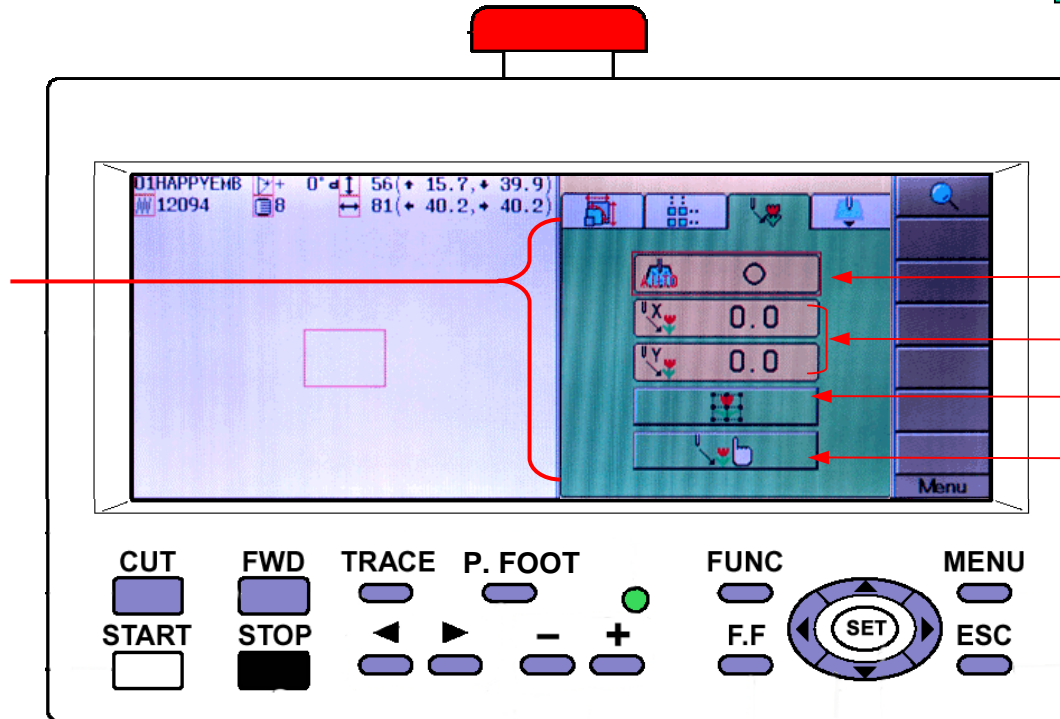 01HAPPYEMB + 0° d 56(↑ 15.7,↓ 39.9)
12094 8 81(← 40.2,→ 40.2)
Auto O
X 0.0
Y 0.0
Menu
CUT FWD TRACE P. FOOT FUNC MENU
START STOP ◀ ▶ − + F.F SET ESC